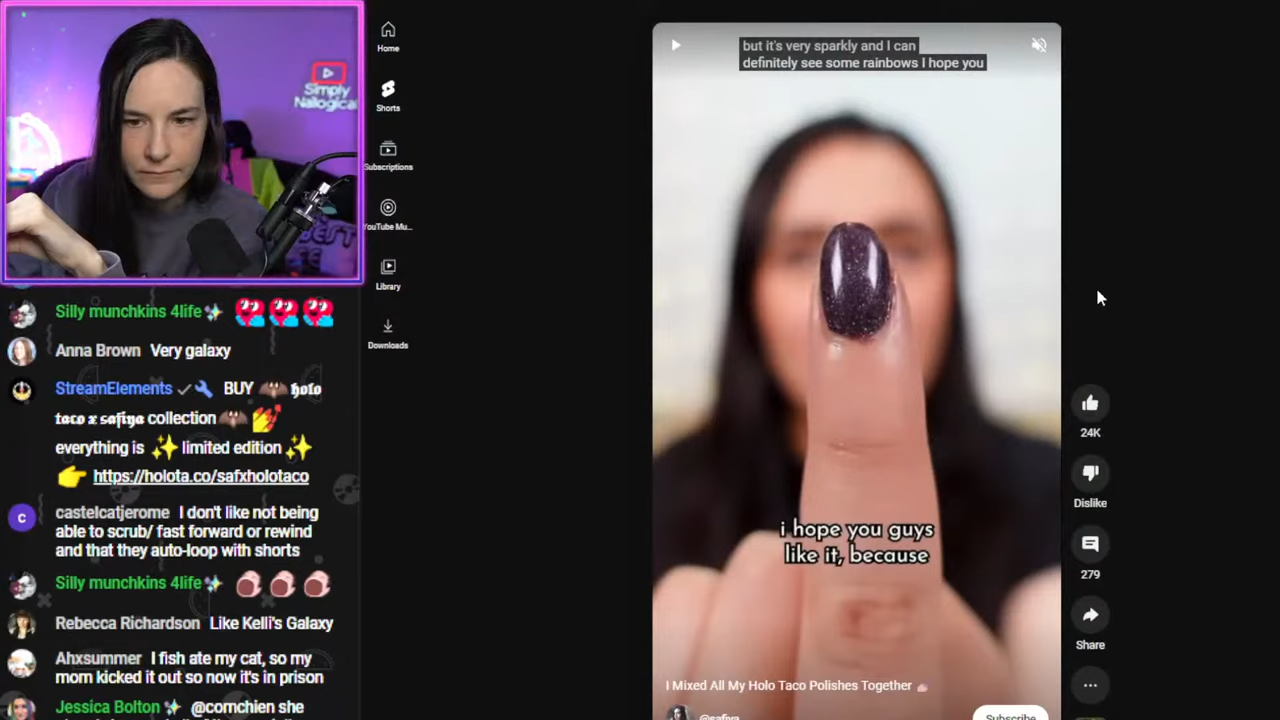 Simply
Nailogical
BEST
Silly munchkins 4life
Anna Brown Very galaxy
StreamElements BUY 𝖍𝖔𝖑𝖔
𝖙𝖆𝖈𝖔 𝖝 𝖘𝖆𝖋𝖎𝖞𝖆 collection
everything is ✨ limited edition ✨
👉 https://holota.co/safxholotaco
castelcatjerome I don't like not being
able to scrub/ fast forward or rewind
and that they auto-loop with shorts
Silly munchkins 4life
Rebecca Richardson Like Kelli's Galaxy
Ahxsummer I fish ate my cat, so my
mom kicked it out so now it's in prison
Jessica Bolton @cornchien she
Home
Shorts
Subscriptions
YouTube Mu...
Library
Downloads
but it's very sparkly and I can
definitely see some rainbows I hope you
i hope you guys
like it, because
I Mixed All My Holo Taco Polishes Together
@safiya
Subscribe
24K
Dislike
279
Share